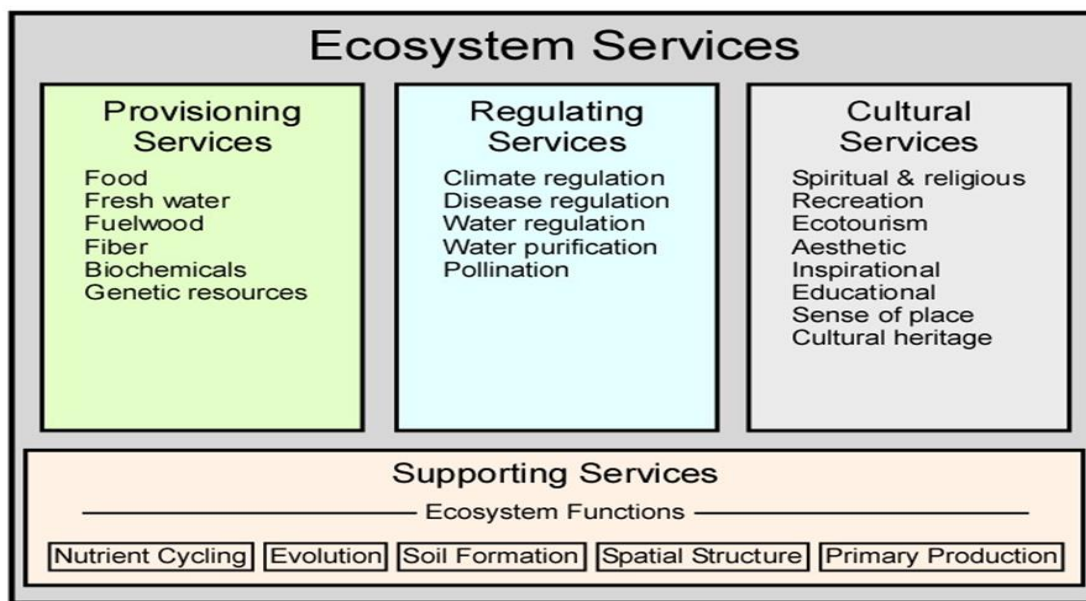 Ecosystem Services
Provisioning
Services
Food
Fresh water
Fuelwood
Fiber
Biochemicals
Genetic resources
Regulating
Services
Climate regulation
Disease regulation
Water regulation
Water purification
Pollination
Cultural
Services
Spiritual & religious
Recreation
Ecotourism
Aesthetic
Inspirational
Educational
Sense of place
Cultural heritage
Supporting Services
Ecosystem Functions
Nutrient Cycling
Evolution
Soil Formation
Spatial Structure
Primary Production